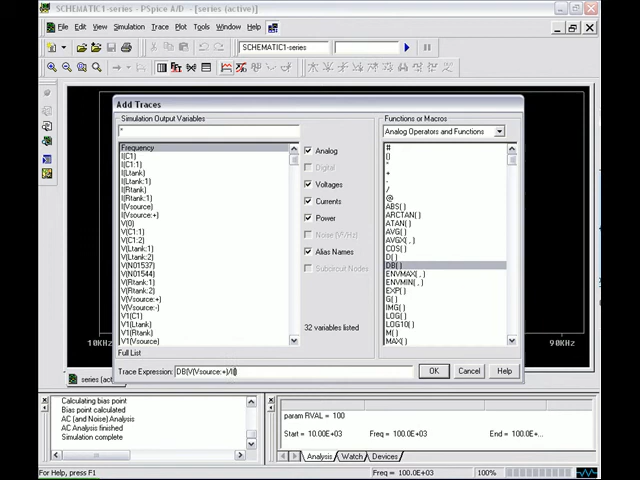 SCHEMATIC1-series - PSpice A/D - [series (active)]
File Edit View Simulation Trace Plot Tools Window Help
SCHEMATIC1-series
Add Traces
Simulation Output Variables
*
Frequency
I(C1)
I(C1:1)
I(Ltank)
I(Ltank:1)
I(Rtank)
I(Rtank:1)
I(Vsource)
I(Vsource:+)
V(0)
V(C1:1)
V(C1:2)
V(Ltank:1)
V(Ltank:2)
V(N01537)
V(N01544)
V(Rtank:1)
V(Rtank:2)
V(Vsource:+)
V(Vsource:-)
V1(C1)
V1(Ltank)
V1(Rtank)
V1(Vsource)
Analog
Digital
Voltages
Currents
Power
Noise (V²/Hz)
Alias Names
Subcircuit Nodes
32 variables listed
Functions or Macros
Analog Operators and Functions
#
()
*
+
-
/
@
ABS( )
ARCTAN( )
ATAN( )
AVG( )
AVGX( , )
COS( )
D( )
DB( )
ENVMAX( , )
ENVMIN( , )
EXP( )
G( )
IMG( )
LOG( )
LOG10( )
M( )
MAX( )
Full List
Trace Expression: DB(V(Vsource:+)/I()
OK Cancel Help
10KHz
90KHz
Calculating bias point
Bias point calculated
AC (and Noise) Analysis
AC Analysis finished
Simulation complete
param RVAL = 100
Start = 10.00E+03 Freq = 100.0E+03 End = 100.0E+...
Analysis Watch Devices
For Help, press F1
Freq = 100.0E+03 100%